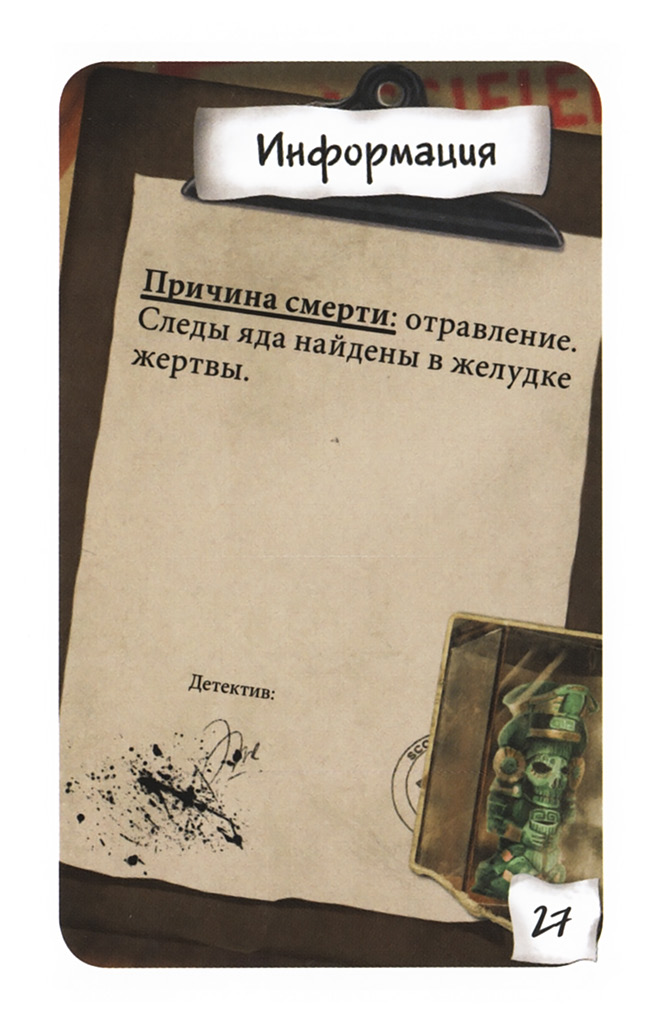 Информация
Причина смерти: отравление.
Следы яда найдены в желудке
жертвы.
Детектив:
27